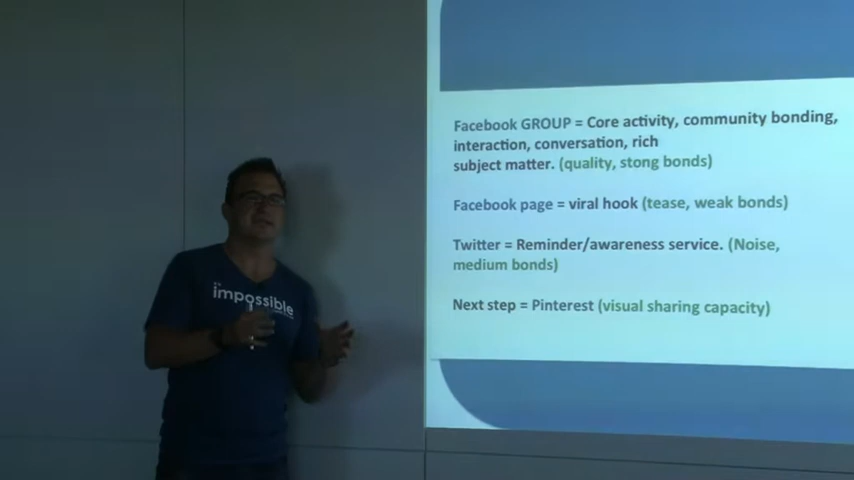 Facebook GROUP = Core activity, community bonding,
interaction, conversation, rich
subject matter. (quality, stong bonds)
Facebook page = viral hook (tease, weak bonds)
Twitter = Reminder/awareness service. (Noise,
medium bonds)
Next step = Pinterest (visual sharing capacity)
impossible